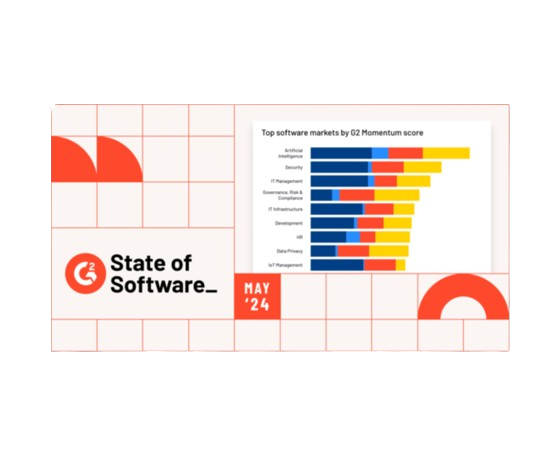 Top software markets by G2 Momentum score
Artificial
Intelligence
Security
IT Management
Governance, Risk &
Compliance
IT Infrastructure
Development
HR
Data Privacy
IoT Management
G2
State of
Software_
MAY
‘24